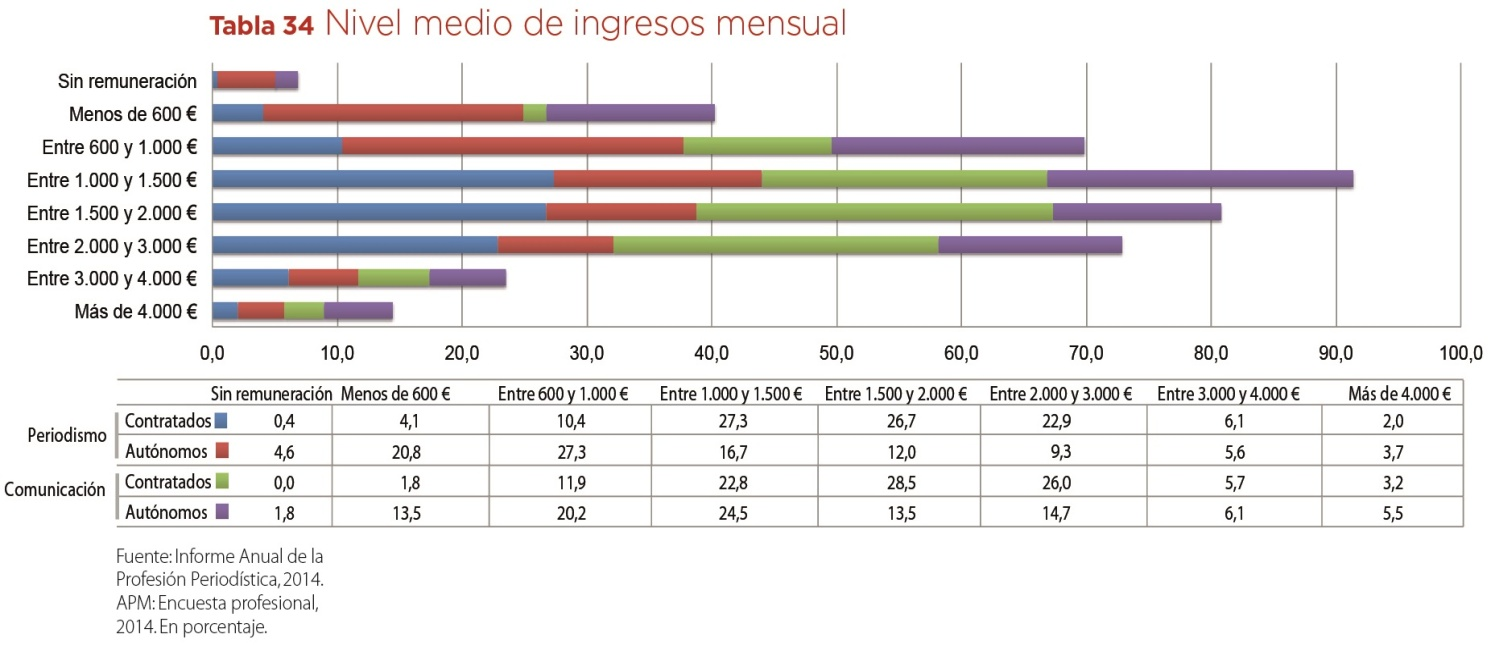 Tabla 34 Nivel medio de ingresos mensual
Sin remuneración
Menos de 600 €
Entre 600 y 1.000 €
Entre 1.000 y 1.500 €
Entre 1.500 y 2.000 €
Entre 2.000 y 3.000 €
Entre 3.000 y 4.000 €
Más de 4.000 €
0,0 10,0 20,0 30,0 40,0 50,0 60,0 70,0 80,0 90,0 100,0
Sin remuneración Menos de 600 € Entre 600 y 1.000 € Entre 1.000 y 1.500 € Entre 1.500 y 2.000 € Entre 2.000 y 3.000 € Entre 3.000 y 4.000 € Más de 4.000 €
Periodismo
Contratados 0,4 4,1 10,4 27,3 26,7 22,9 6,1 2,0
Autónomos 4,6 20,8 27,3 16,7 12,0 9,3 5,6 3,7
Comunicación
Contratados 0,0 1,8 11,9 22,8 28,5 26,0 5,7 3,2
Autónomos 1,8 13,5 20,2 24,5 13,5 14,7 6,1 5,5
Fuente: Informe Anual de la
Profesión Periodística, 2014.
APM: Encuesta profesional,
2014. En porcentaje.